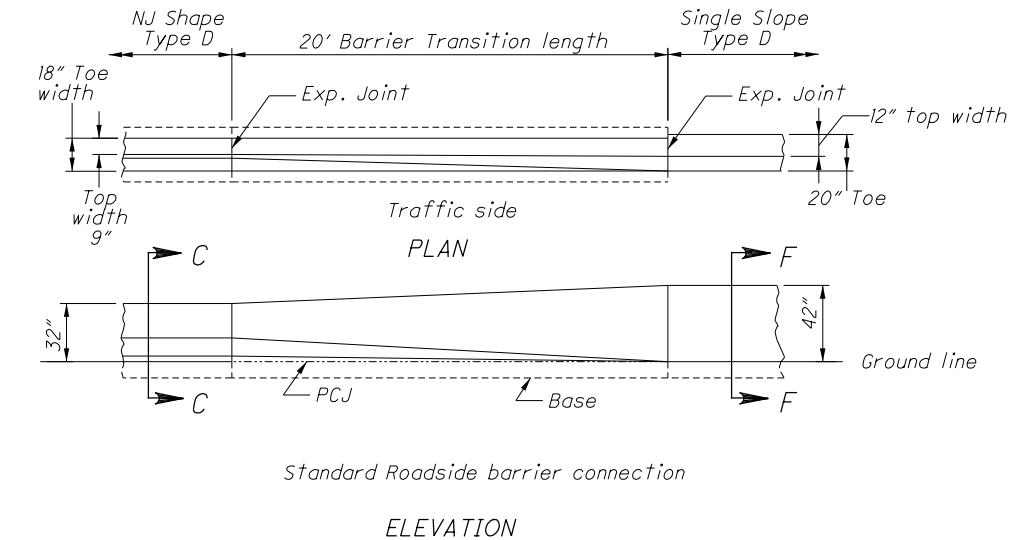 NJ Shape
Type D
20' Barrier Transition length
Single Slope
Type D
18" Toe
width
Exp. Joint
Exp. Joint
12" top width
Top
width
9"
20" Toe
Traffic side
PLAN
C
F
32"
42"
Ground line
PCJ
Base
C
F
Standard Roadside barrier connection
ELEVATION